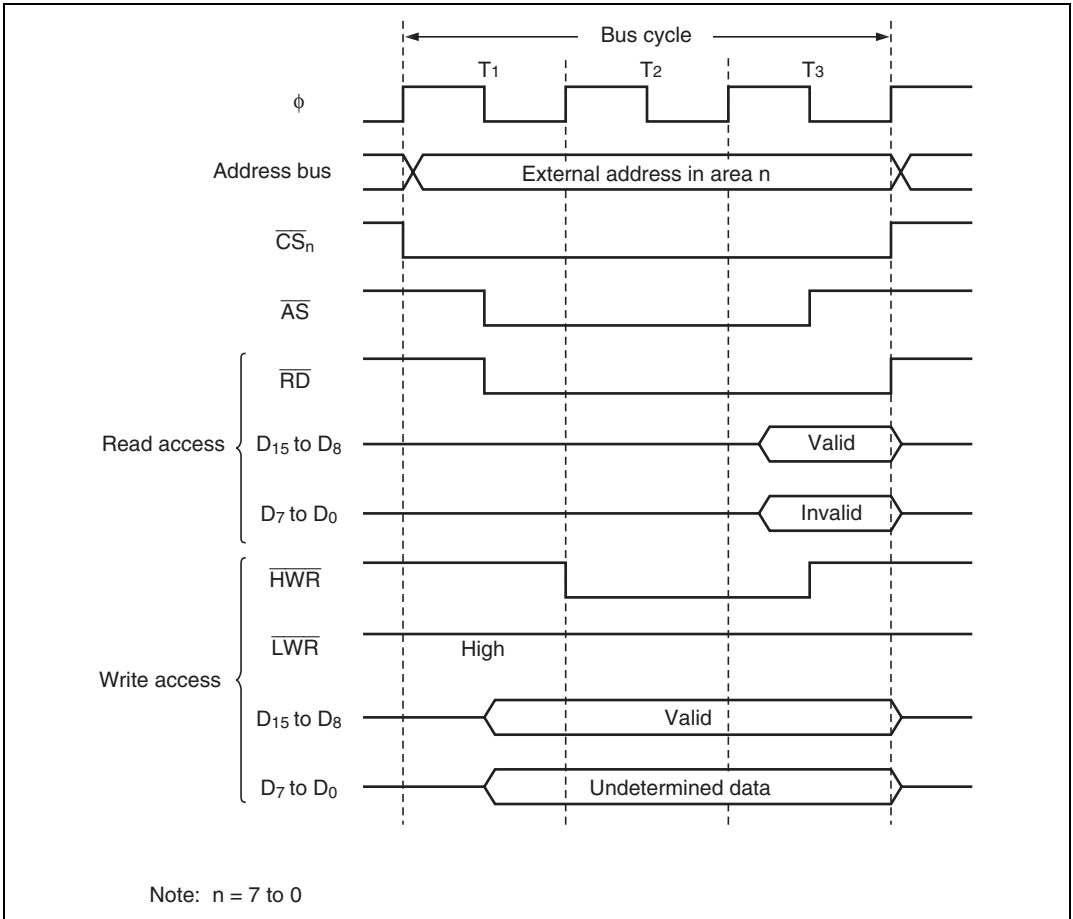 Bus cycle
T1 T2 T3
φ
Address bus
External address in area n
CSn
AS
Read access
RD
D15 to D8
Valid
D7 to D0
Invalid
Write access
HWR
LWR
High
D15 to D8
Valid
D7 to D0
Undetermined data
Note: n = 7 to 0